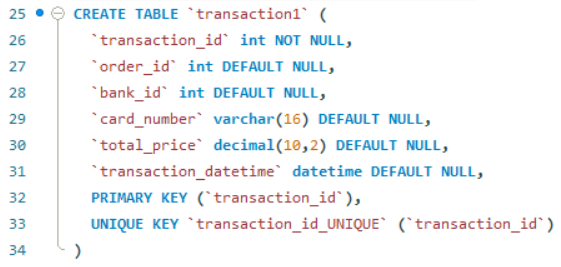 25 CREATE TABLE `transaction1` (
26 `transaction_id` int NOT NULL,
27 `order_id` int DEFAULT NULL,
28 `bank_id` int DEFAULT NULL,
29 `card_number` varchar(16) DEFAULT NULL,
30 `total_price` decimal(10,2) DEFAULT NULL,
31 `transaction_datetime` datetime DEFAULT NULL,
32 PRIMARY KEY (`transaction_id`),
33 UNIQUE KEY `transaction_id_UNIQUE` (`transaction_id`)
34 )